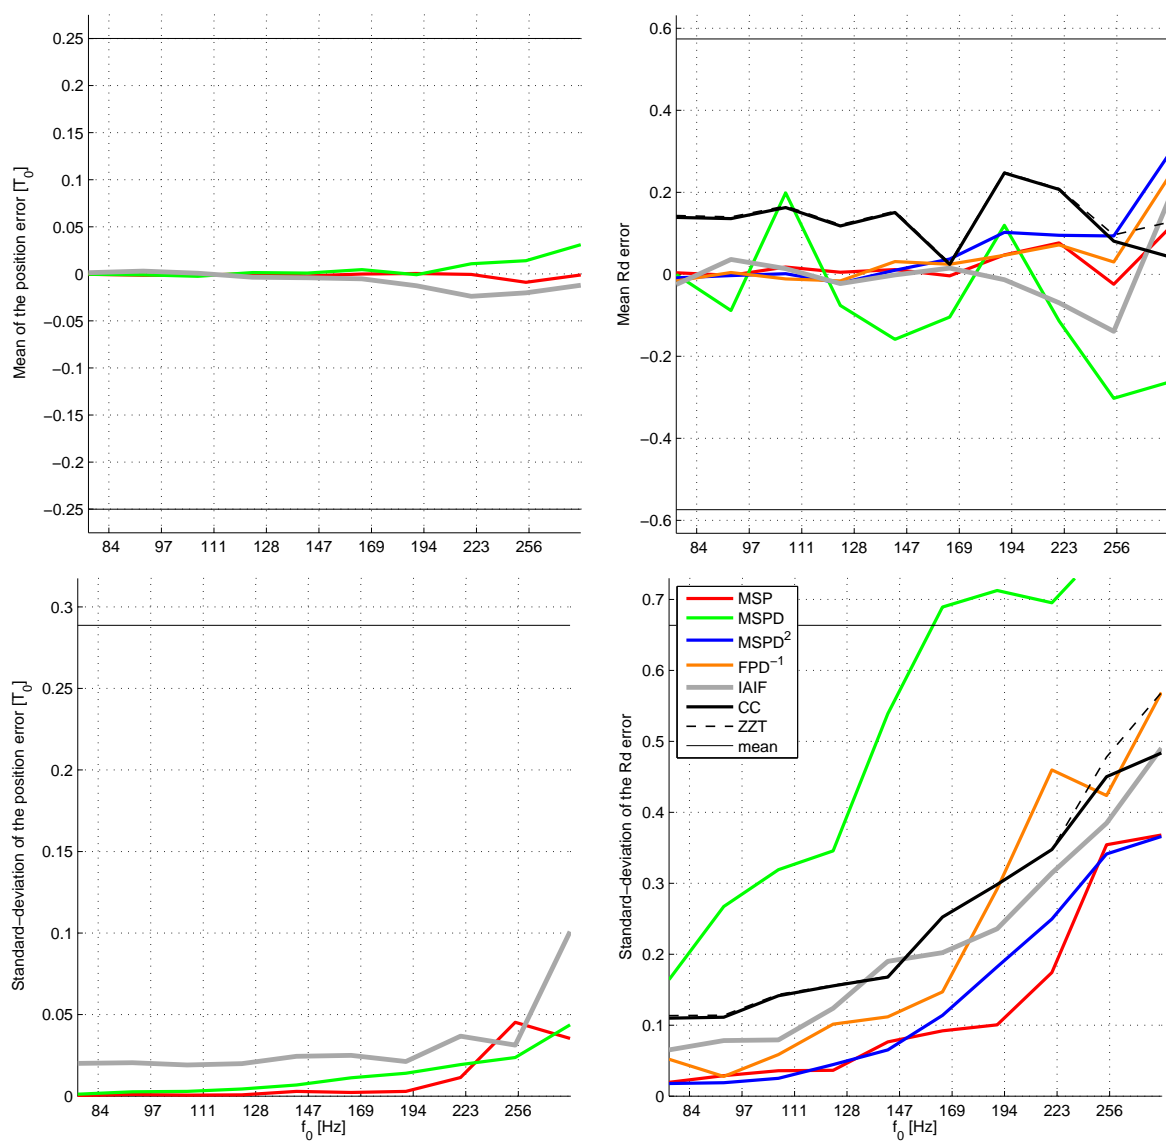 Mean of the position error [T_0]
0.25
0.2
0.15
0.1
0.05
0
−0.05
−0.1
−0.15
−0.2
−0.25
84 97 111 128 147 169 194 223 256
Mean Rd error
0.6
0.4
0.2
0
−0.2
−0.4
−0.6
84 97 111 128 147 169 194 223 256
Standard−deviation of the position error [T_0]
0.3
0.25
0.2
0.15
0.1
0.05
0
84 97 111 128 147 169 194 223 256
f_0 [Hz]
Standard−deviation of the Rd error
0.7
0.6
0.5
0.4
0.3
0.2
0.1
0
MSP
MSPD
MSPD^2
FPD^−1
IAIF
CC
ZZT
mean
84 97 111 128 147 169 194 223 256
f_0 [Hz]